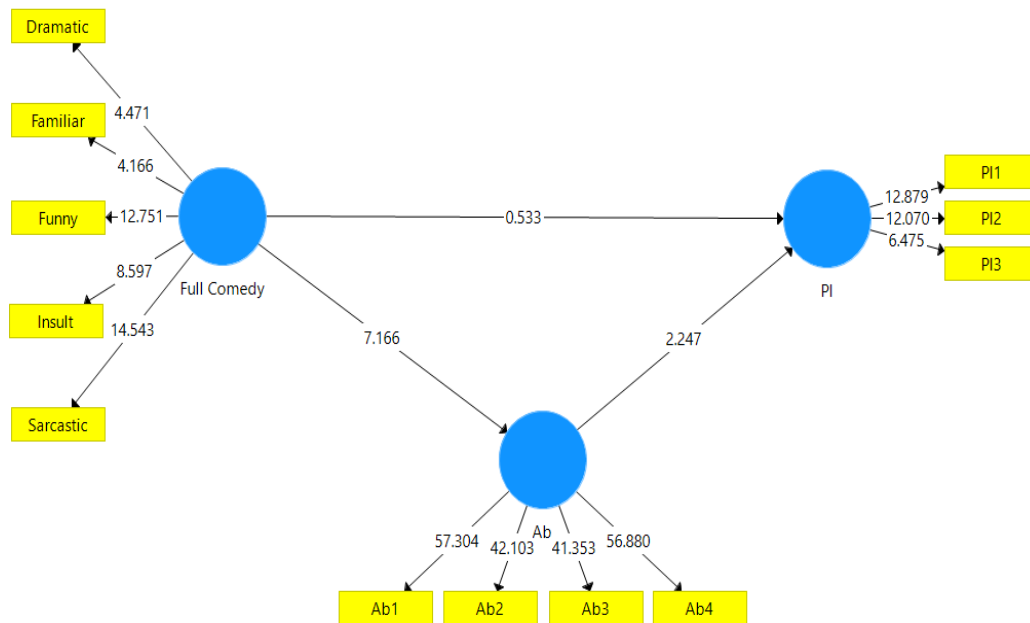 Dramatic
4.471
Familiar
4.166
Funny
12.751
8.597
Insult
14.543
Sarcastic
Full Comedy
0.533
7.166
2.247
PI
12.879
PI1
12.070
PI2
6.475
PI3
Ab
57.304
42.103
41.353
56.880
Ab1
Ab2
Ab3
Ab4